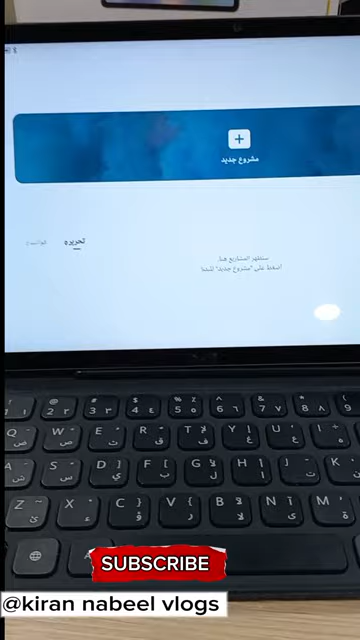 مشروع جديد
تحريره
ستظهر المشاريع هنا.
اضغط على "مشروع جديد" للبدء
Q W E R T Y U I
A S D F G H J K
Z X C V B N M
SUBSCRIBE
@kiran nabeel vlogs